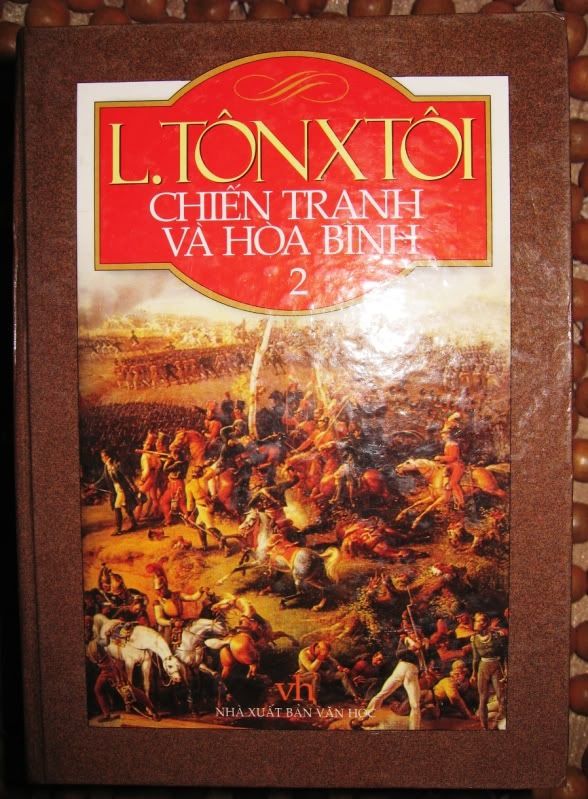 L. TÔNXTÔI
CHIẾN TRANH
VÀ HÒA BÌNH
2
vh
NHÀ XUẤT BẢN VĂN HỌC